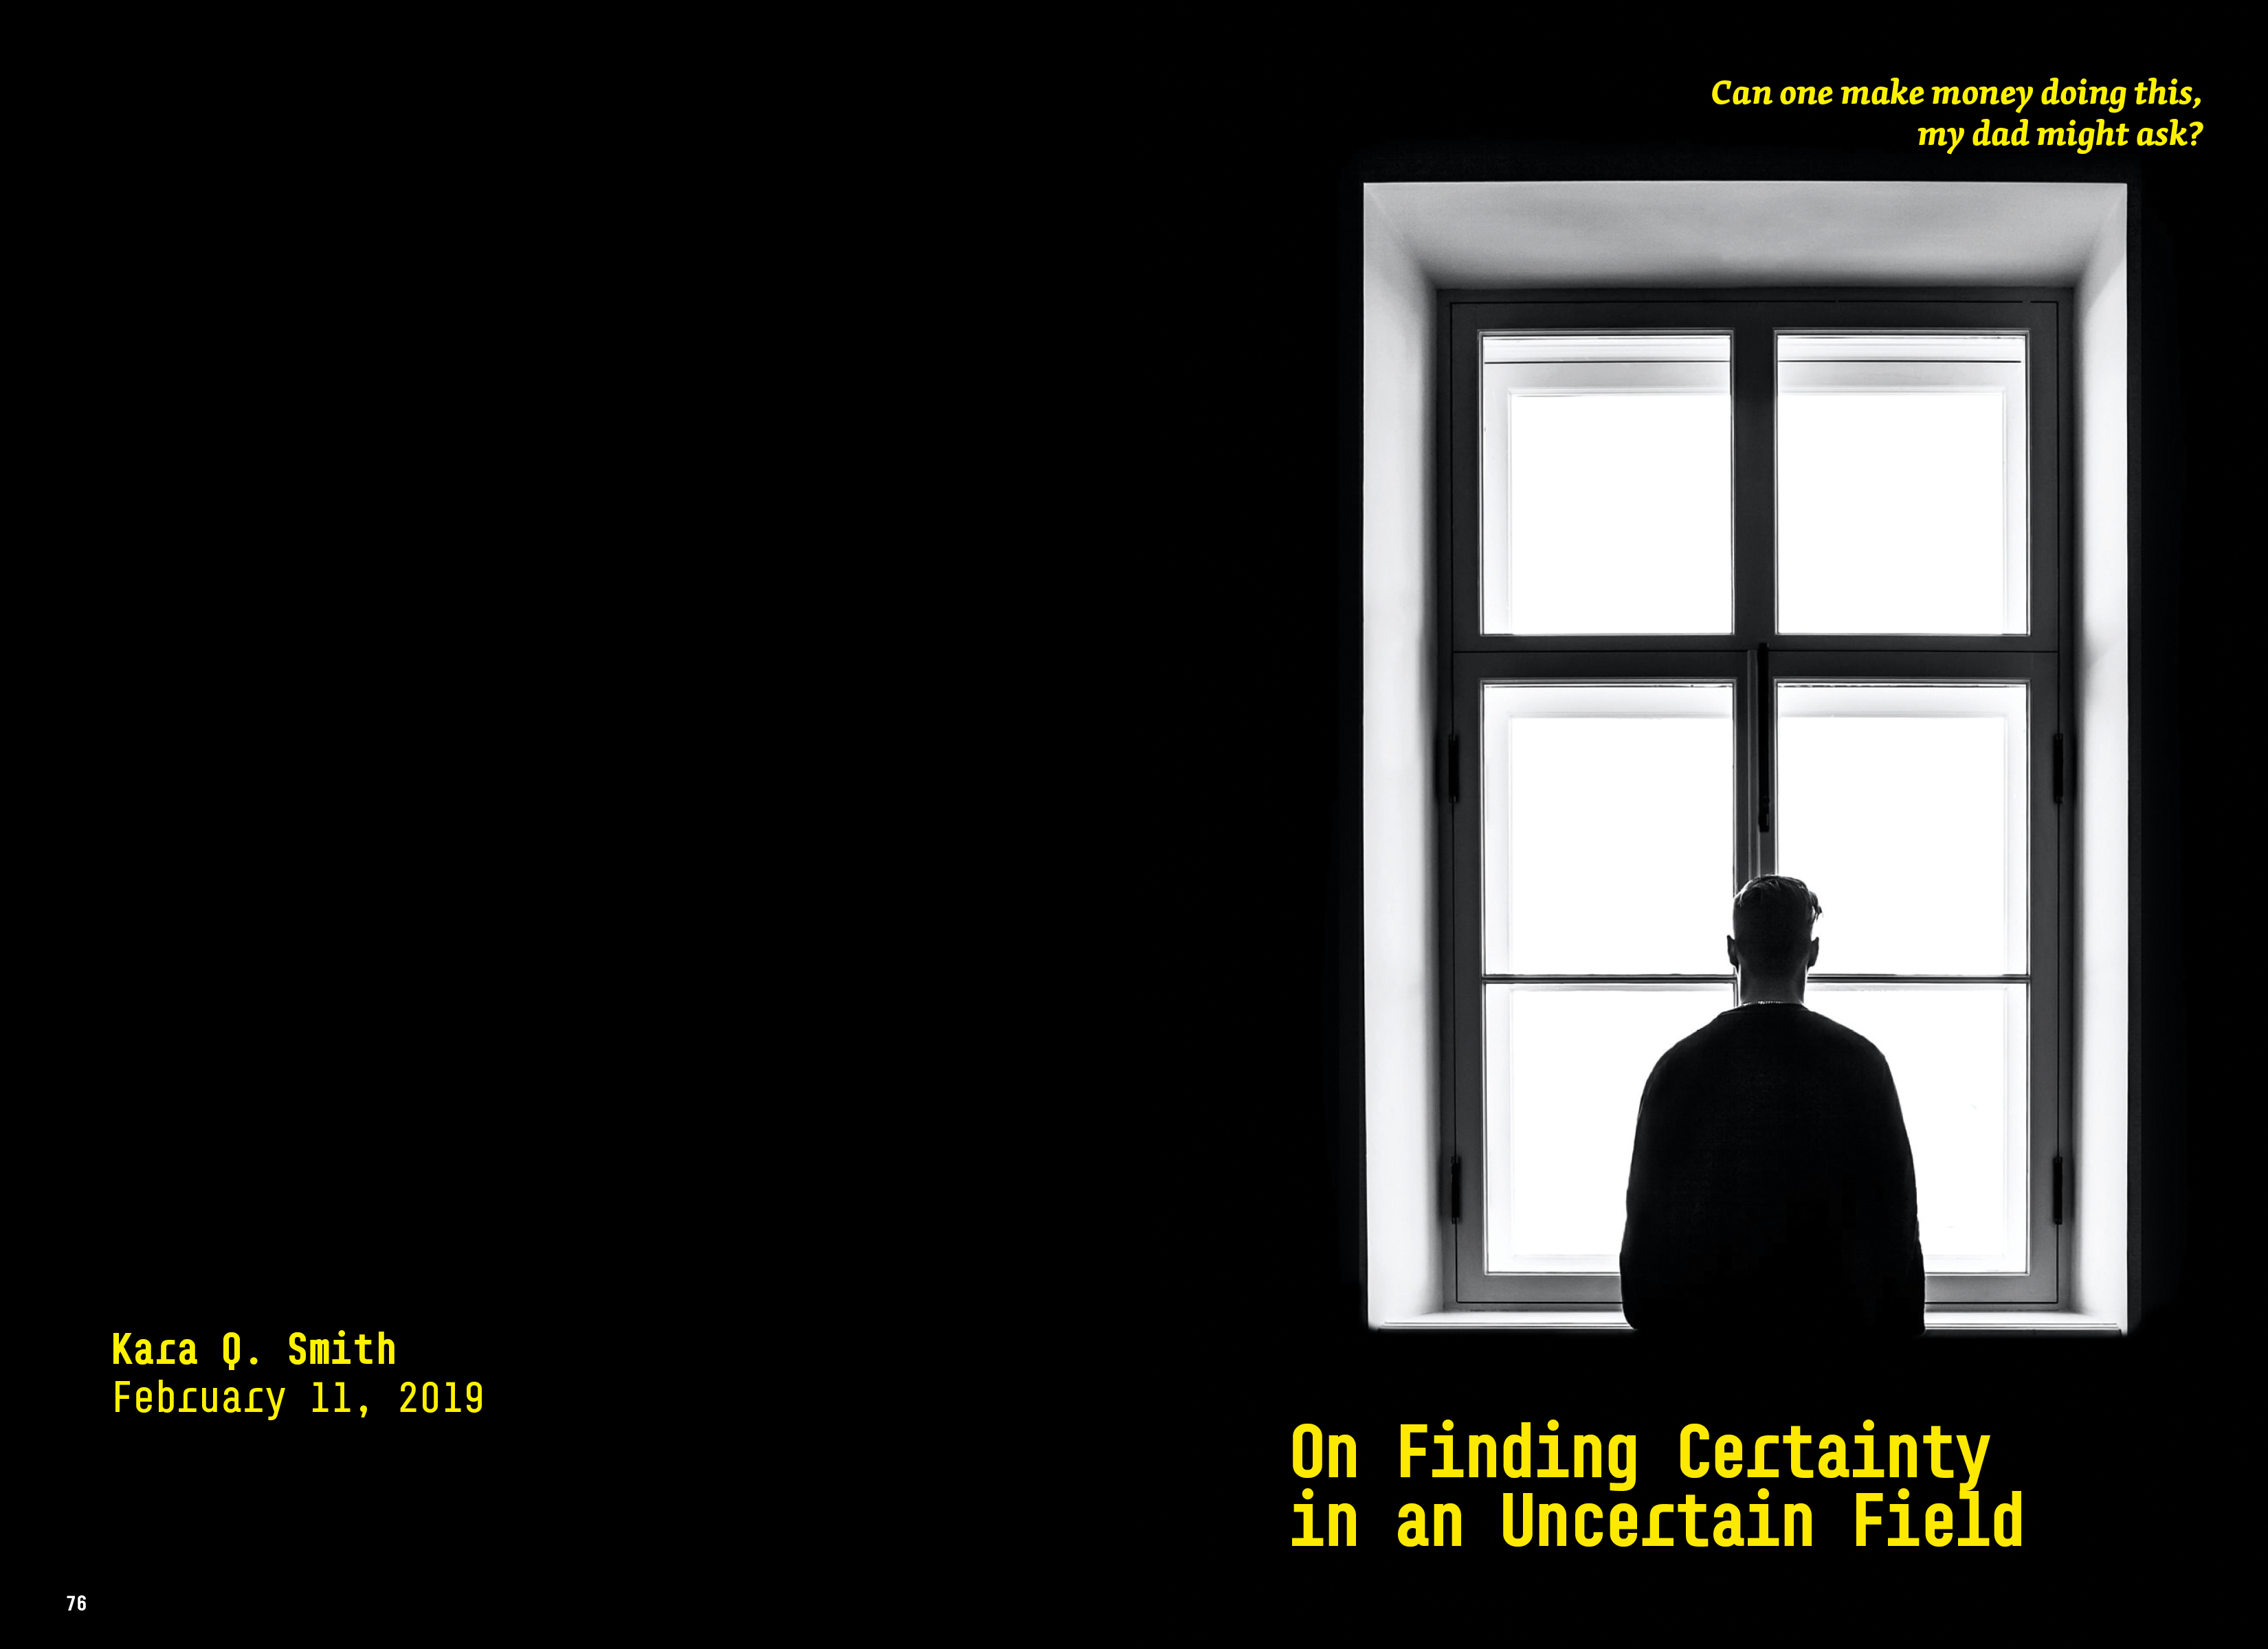 Can one make money doing this,
my dad might ask?
Kara Q. Smith
February 11, 2019
On Finding Certainty
in an Uncertain Field
76